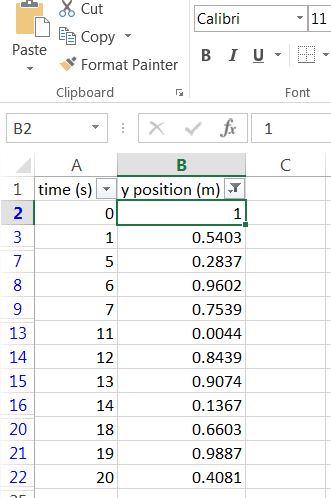 Cut
Copy
Paste
Format Painter
Clipboard
Calibri 11
B I U
Font
B2 fx 1
A B C
1 time (s) y position (m)
2 0 1
3 1 0.5403
7 5 0.2837
8 6 0.9602
9 7 0.7539
13 11 0.0044
14 12 0.8439
15 13 0.9074
16 14 0.1367
20 18 0.6603
21 19 0.9887
22 20 0.4081